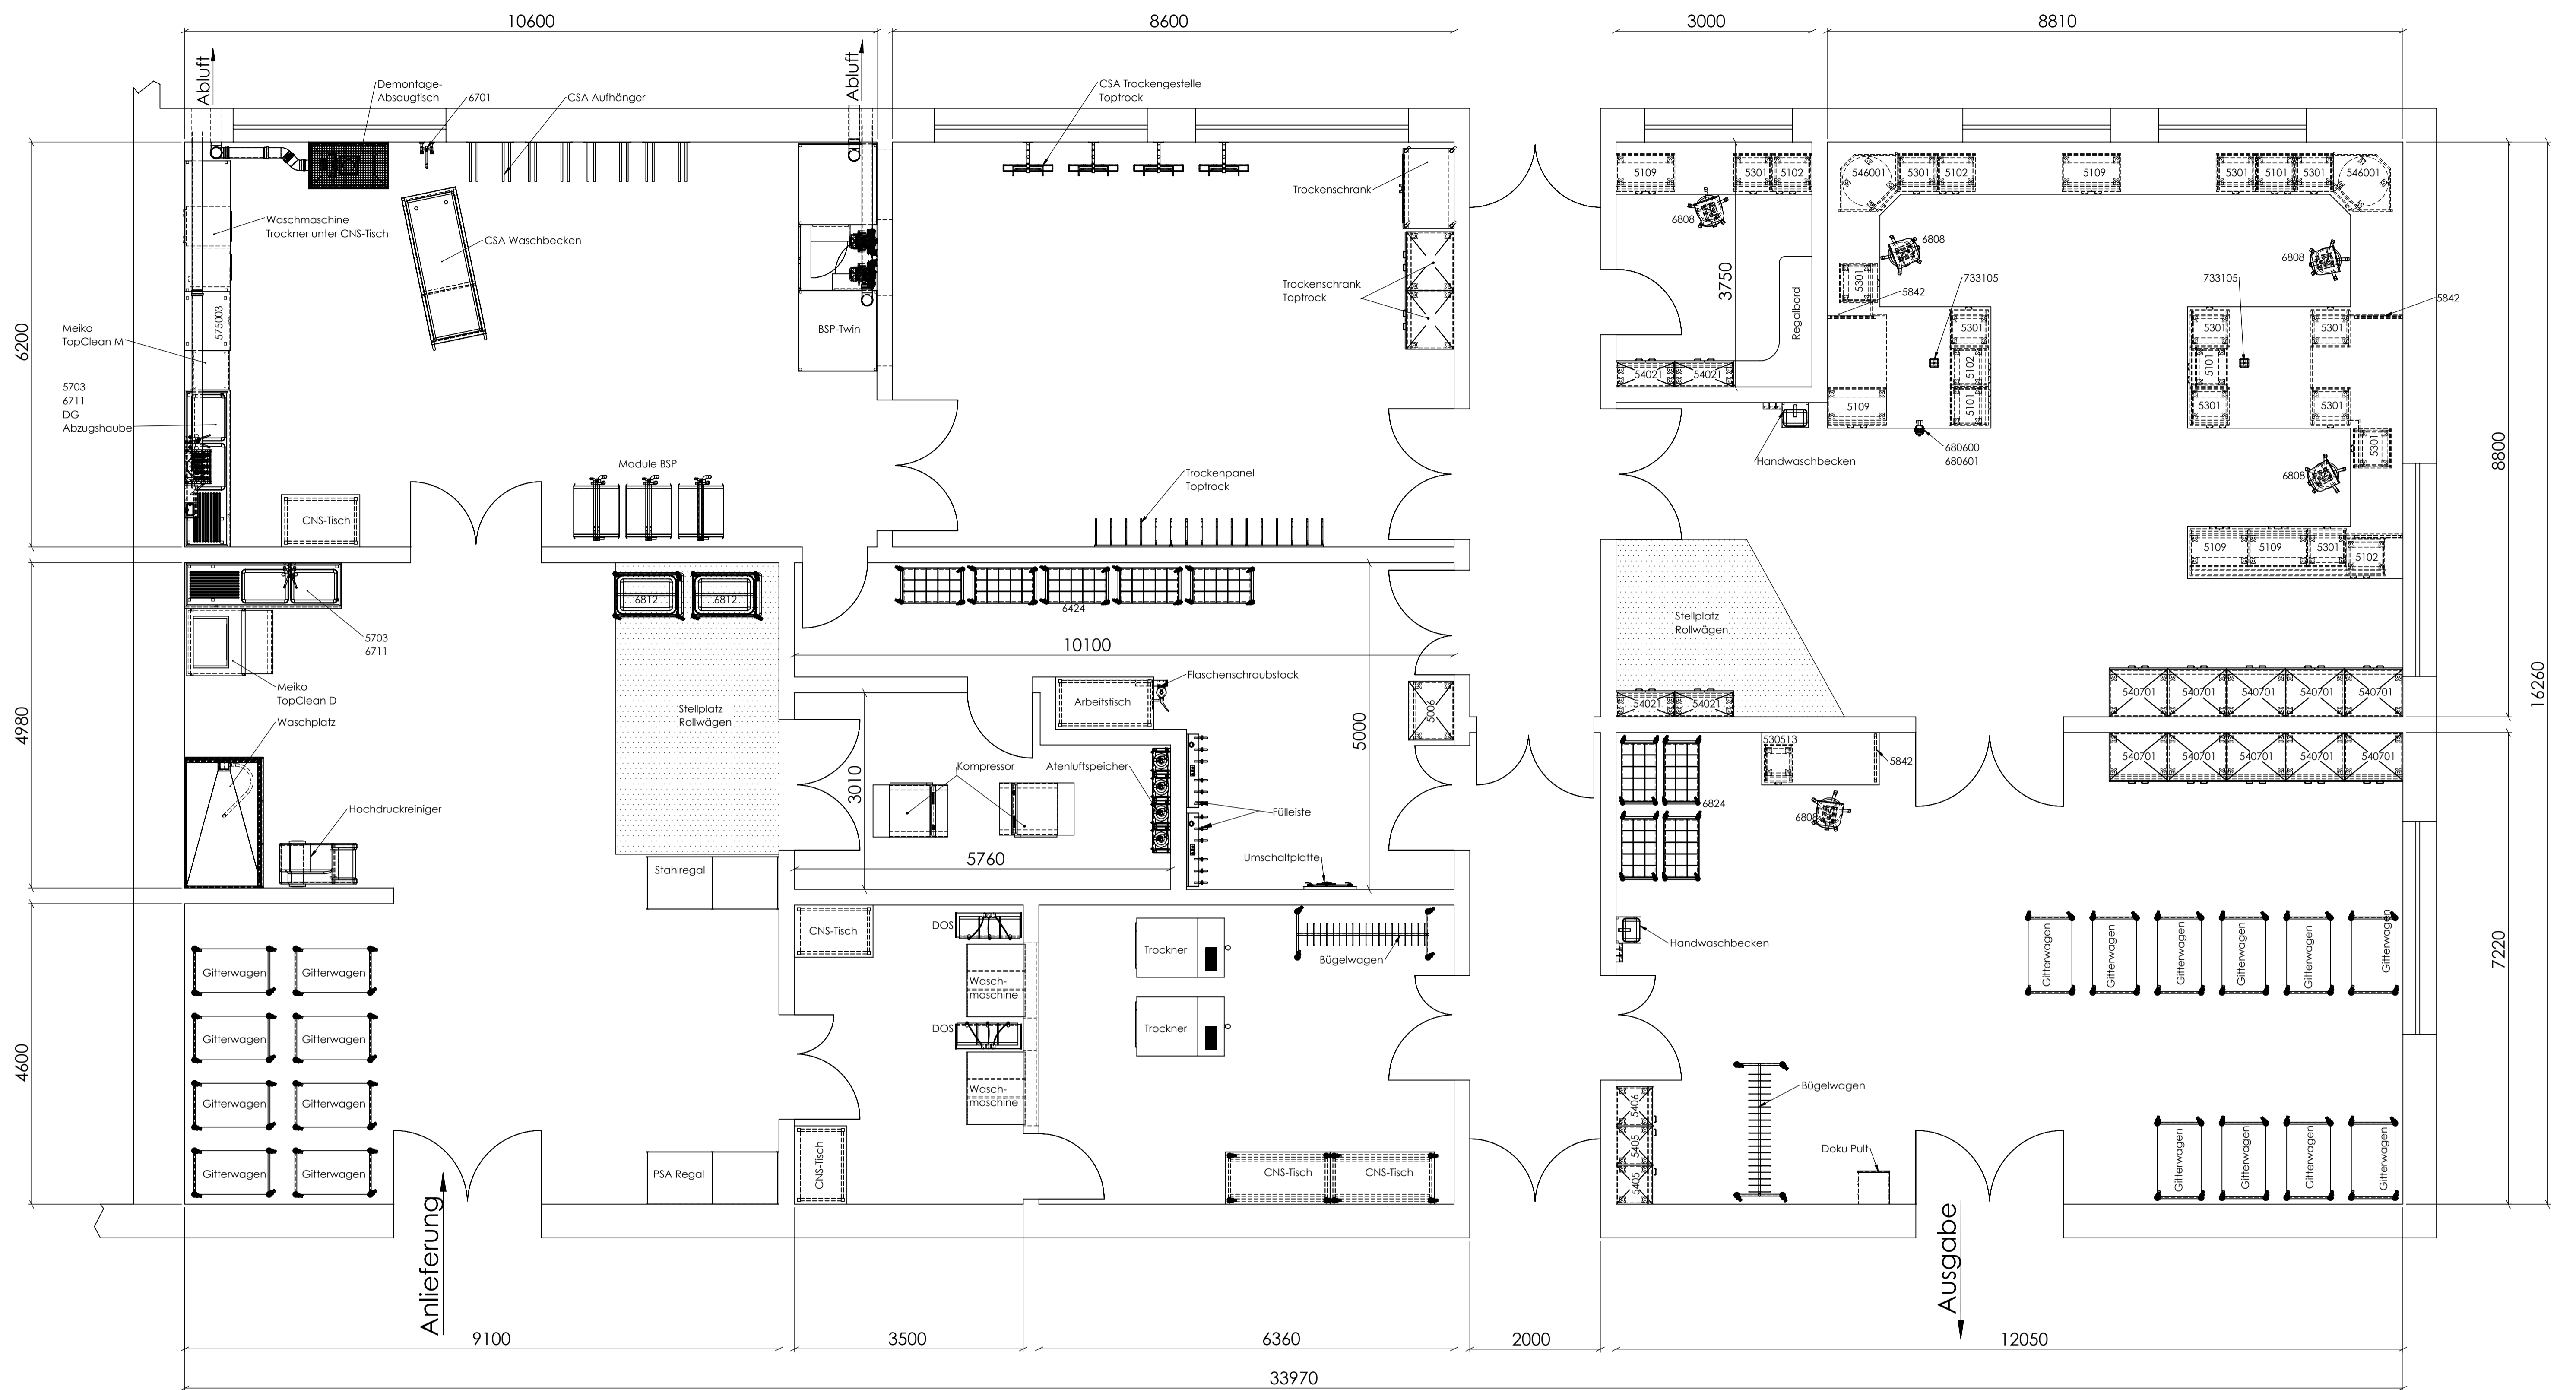 10600
8600
3000
8810
Abluft
Abluft
Demontage-
Absaugtisch
6701
CSA Aufhänger
CSA Trockengestelle
Toptrock
Waschmaschine
Trockner unter CNS-Tisch
CSA Waschbecken
575003
BSP-Twin
6200
Meiko
TopClean M
5703
6711
DG
Abzugshaube
CNS-Tisch
Module BSP
Trockenschrank
Trockenschrank
Toptrock
Trockenpanel
Toptrock
5109
5301
5102
6808
3750
Regalbord
54021
54021
Handwaschbecken
546001
5301
5102
5109
5301
5101
5301
546001
6808
6808
5301
5842
733105
733105
5842
5301
5102
5101
5109
5301
5101
5301
5301
5301
680600
680601
6808
5301
5109
5109
5301
5102
8800
16260
5703
6711
Meiko
TopClean D
Waschplatz
Hochdruckreiniger
4980
6812
6812
Stellplatz
Rollwägen
Stahlregal
6424
10100
Arbeitstisch
Flaschenschraubstock
5006
5000
3010
Kompressor
Atenluftspeicher
Fülleiste
Umschaltplatte
5760
Stellplatz
Rollwägen
54021
54021
540701
540701
540701
540701
540701
530513
5842
6824
6808
540701
540701
540701
540701
540701
Handwaschbecken
7220
Gitterwagen
Gitterwagen
Gitterwagen
Gitterwagen
Gitterwagen
Gitterwagen
4600
Gitterwagen
Gitterwagen
Gitterwagen
Gitterwagen
Gitterwagen
Gitterwagen
Gitterwagen
Gitterwagen
PSA Regal
CNS-Tisch
DOS
Wasch-
maschine
DOS
Wasch-
maschine
CNS-Tisch
Trockner
Trockner
Bügelwagen
CNS-Tisch
CNS-Tisch
5406
5405
5405
Bügelwagen
Doku Pult
Gitterwagen
Gitterwagen
Gitterwagen
Gitterwagen
Anlieferung
Ausgabe
9100
3500
6360
2000
12050
33970